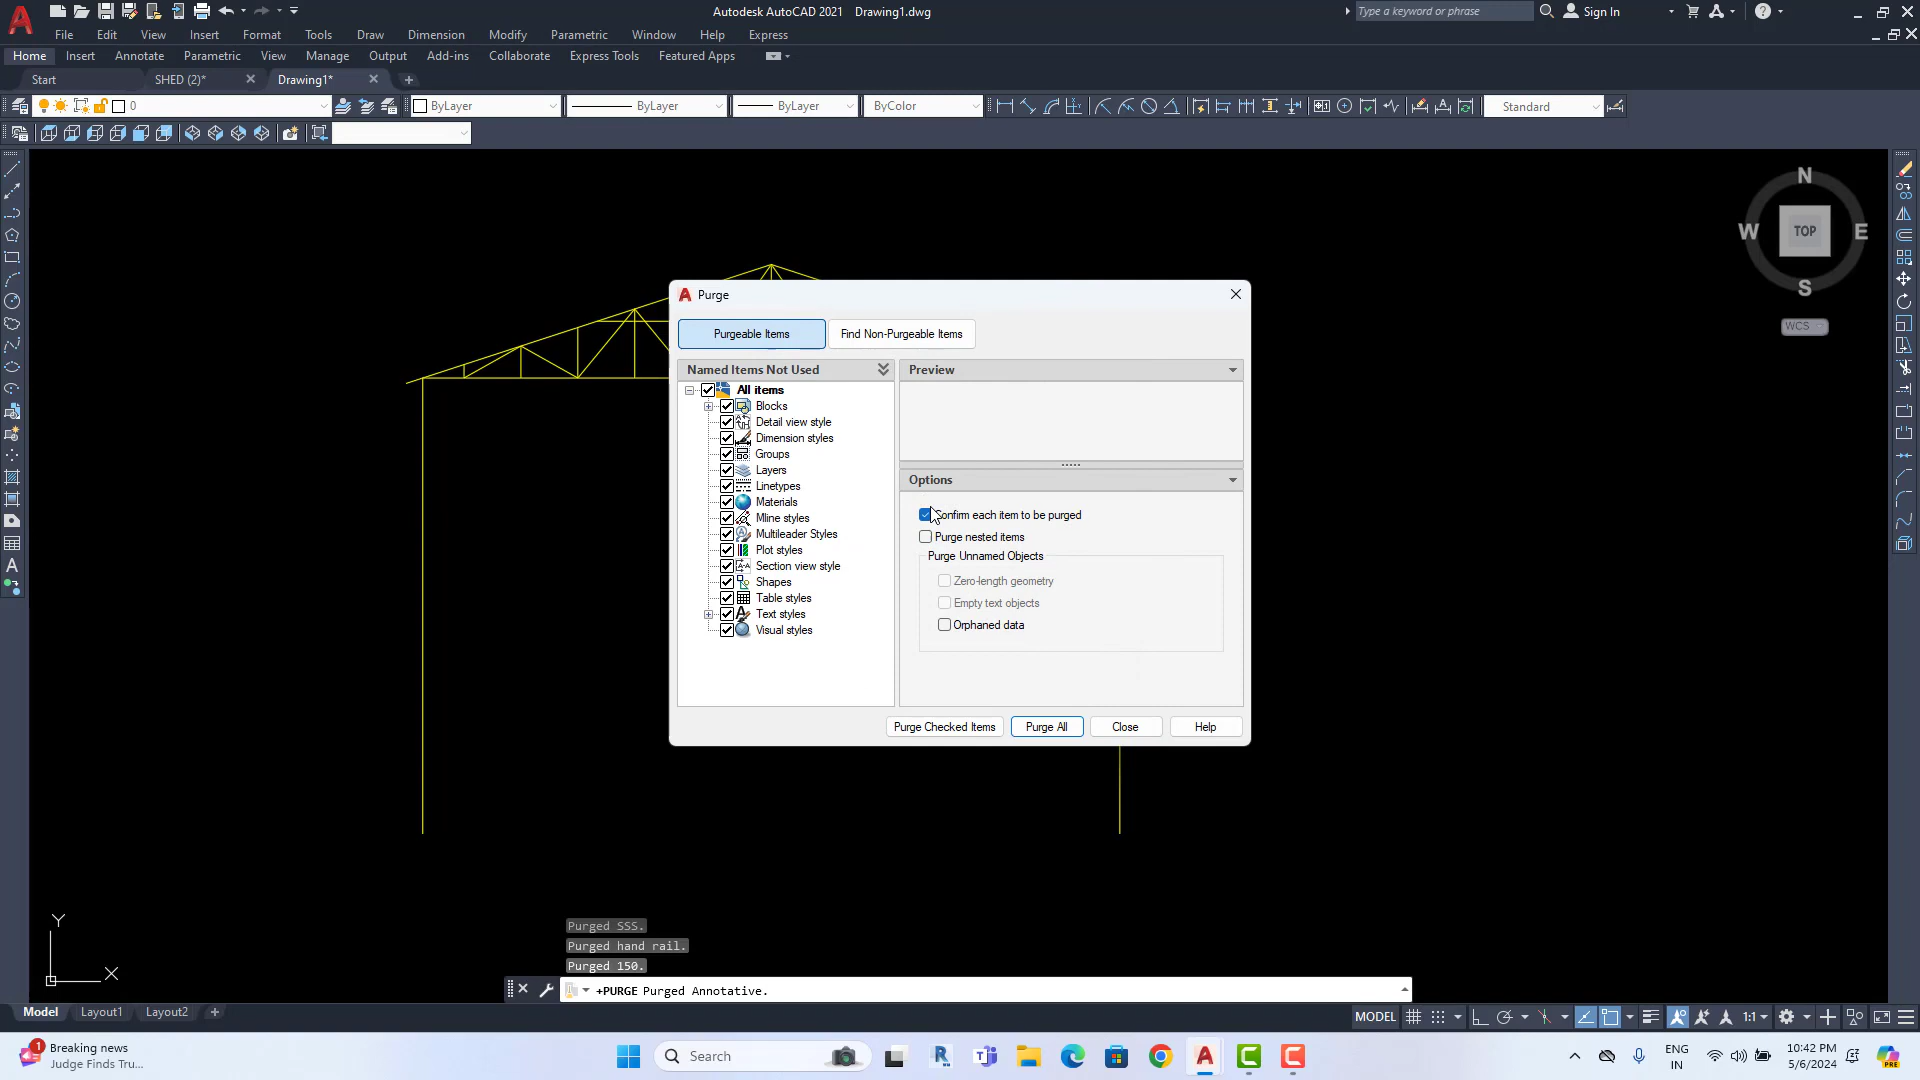 Autodesk AutoCAD 2021 Drawing1.dwg
Type a keyword or phrase
Sign In
File Edit View Insert Format Tools Draw Dimension Modify Parametric Window Help Express
Home Insert Annotate Parametric View Manage Output Add-ins Collaborate Express Tools Featured Apps
Start SHED (2)* Drawing1*
0 ByLayer ByLayer ByLayer ByColor Standard
N
W TOP E
S
WCS
Purge
Purgeable Items Find Non-Purgeable Items
Named Items Not Used
All items
Blocks
Detail view style
Dimension styles
Groups
Layers
Linetypes
Materials
Mline styles
Multileader Styles
Plot styles
Section view style
Shapes
Table styles
Text styles
Visual styles
Preview
Options
Confirm each item to be purged
Purge nested items
Purge Unnamed Objects
Zero-length geometry
Empty text objects
Orphaned data
Purge Checked Items Purge All Close Help
Y
X
Purged SSS.
Purged hand rail.
Purged 150.
+PURGE Purged Annotative.
Model Layout1 Layout2
MODEL 1:1
1 Breaking news
Judge Finds Tru...
Search
ENG
IN
10:42 PM
5/6/2024
PRE